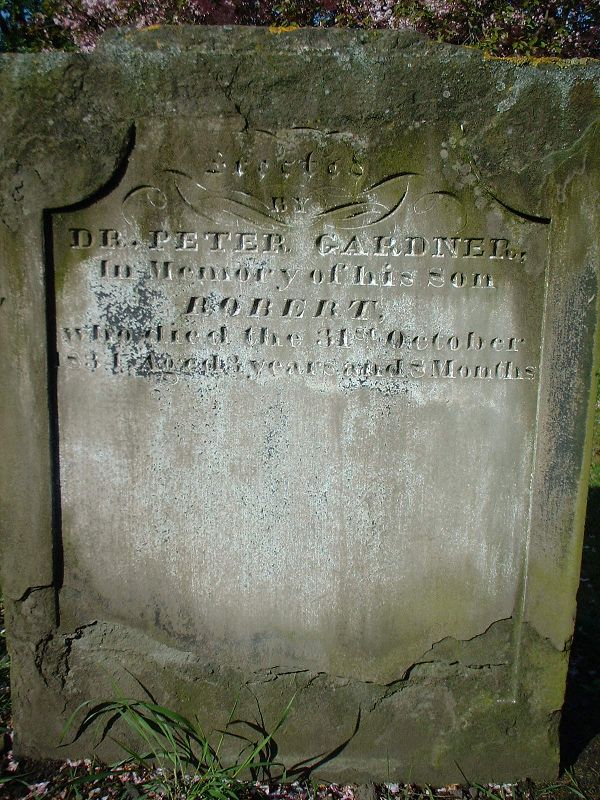 Erected
BY
DR. PETER GARDNER,
In Memory of his Son
ROBERT,
who died the 31st October
Aged years and 8 Months